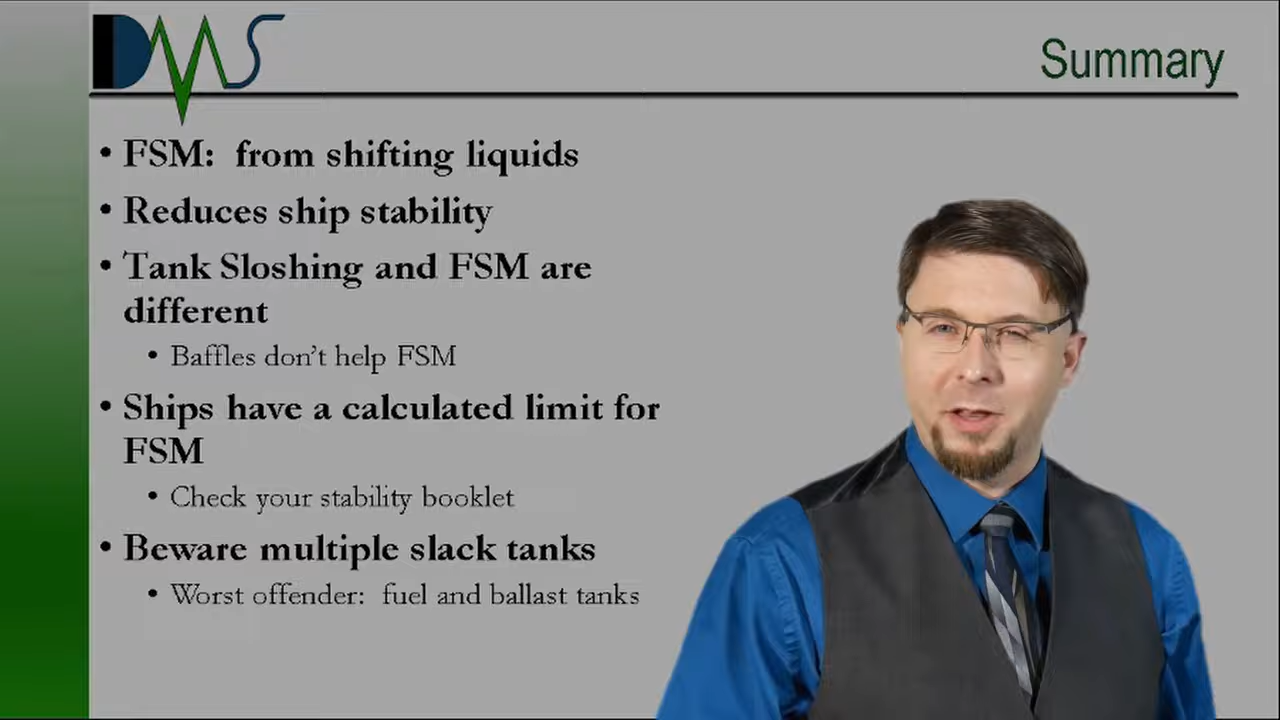 DMS
Summary
• FSM:  from shifting liquids
• Reduces ship stability
• Tank Sloshing and FSM are
different
• Baffles don't help FSM
• Ships have a calculated limit for
FSM
• Check your stability booklet
• Beware multiple slack tanks
• Worst offender:  fuel and ballast tanks